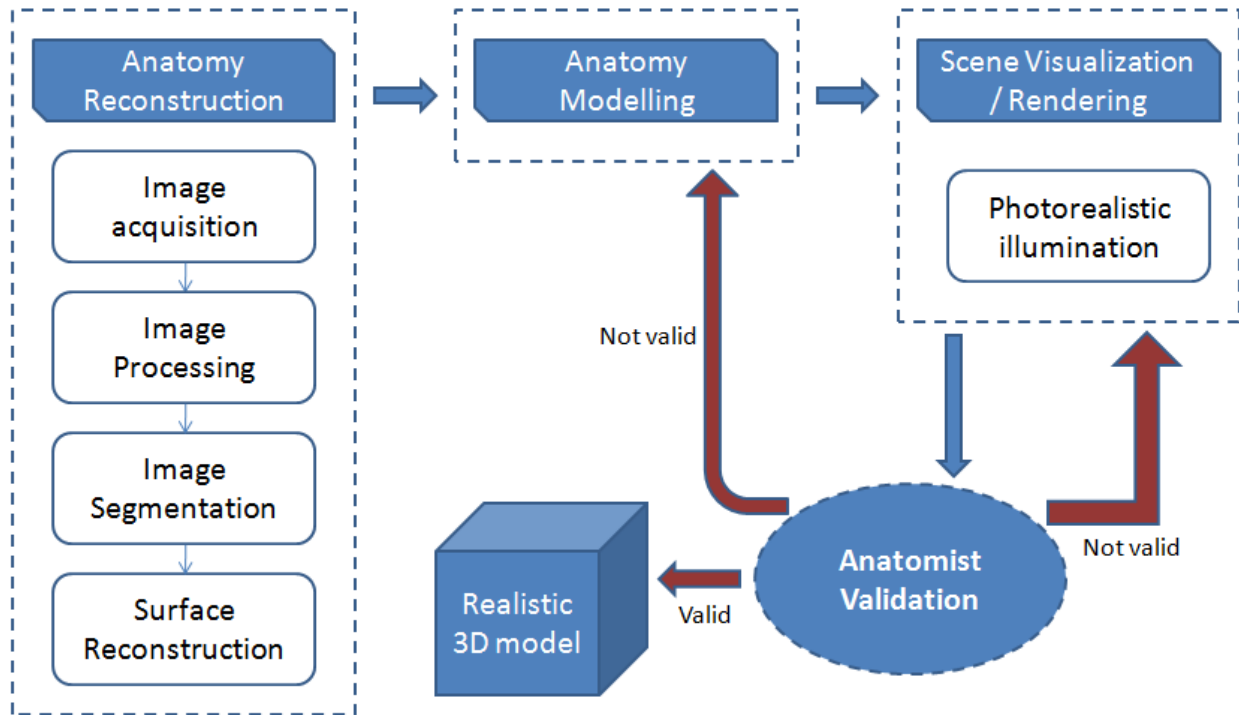 Anatomy
Reconstruction
Image
acquisition
Image
Processing
Image
Segmentation
Surface
Reconstruction
Anatomy
Modelling
Scene Visualization
/ Rendering
Photorealistic
illumination
Not valid
Not valid
Anatomist
Validation
Valid
Realistic
3D model